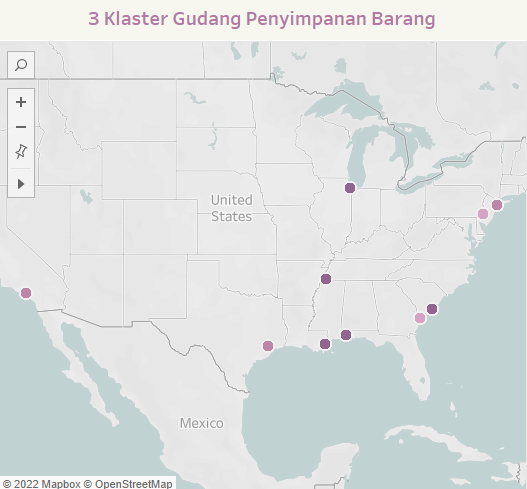 3 Klaster Gudang Penyimpanan Barang
United
States
Mexico
© 2022 Mapbox © OpenStreetMap